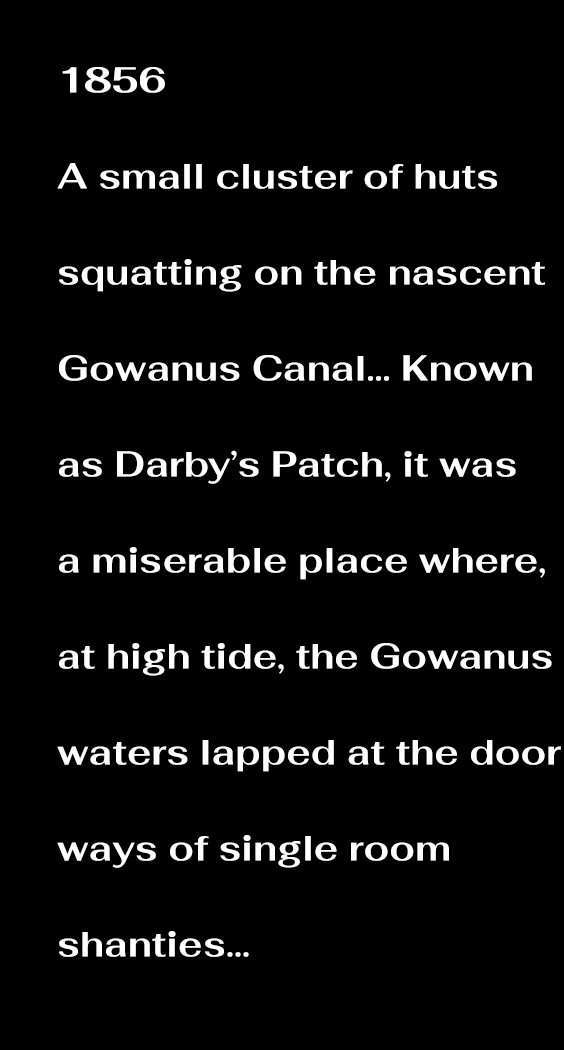 1856
A small cluster of huts
squatting on the nascent
Gowanus Canal... Known
as Darby’s Patch, it was
a miserable place where,
at high tide, the Gowanus
waters lapped at the door
ways of single room
shanties...